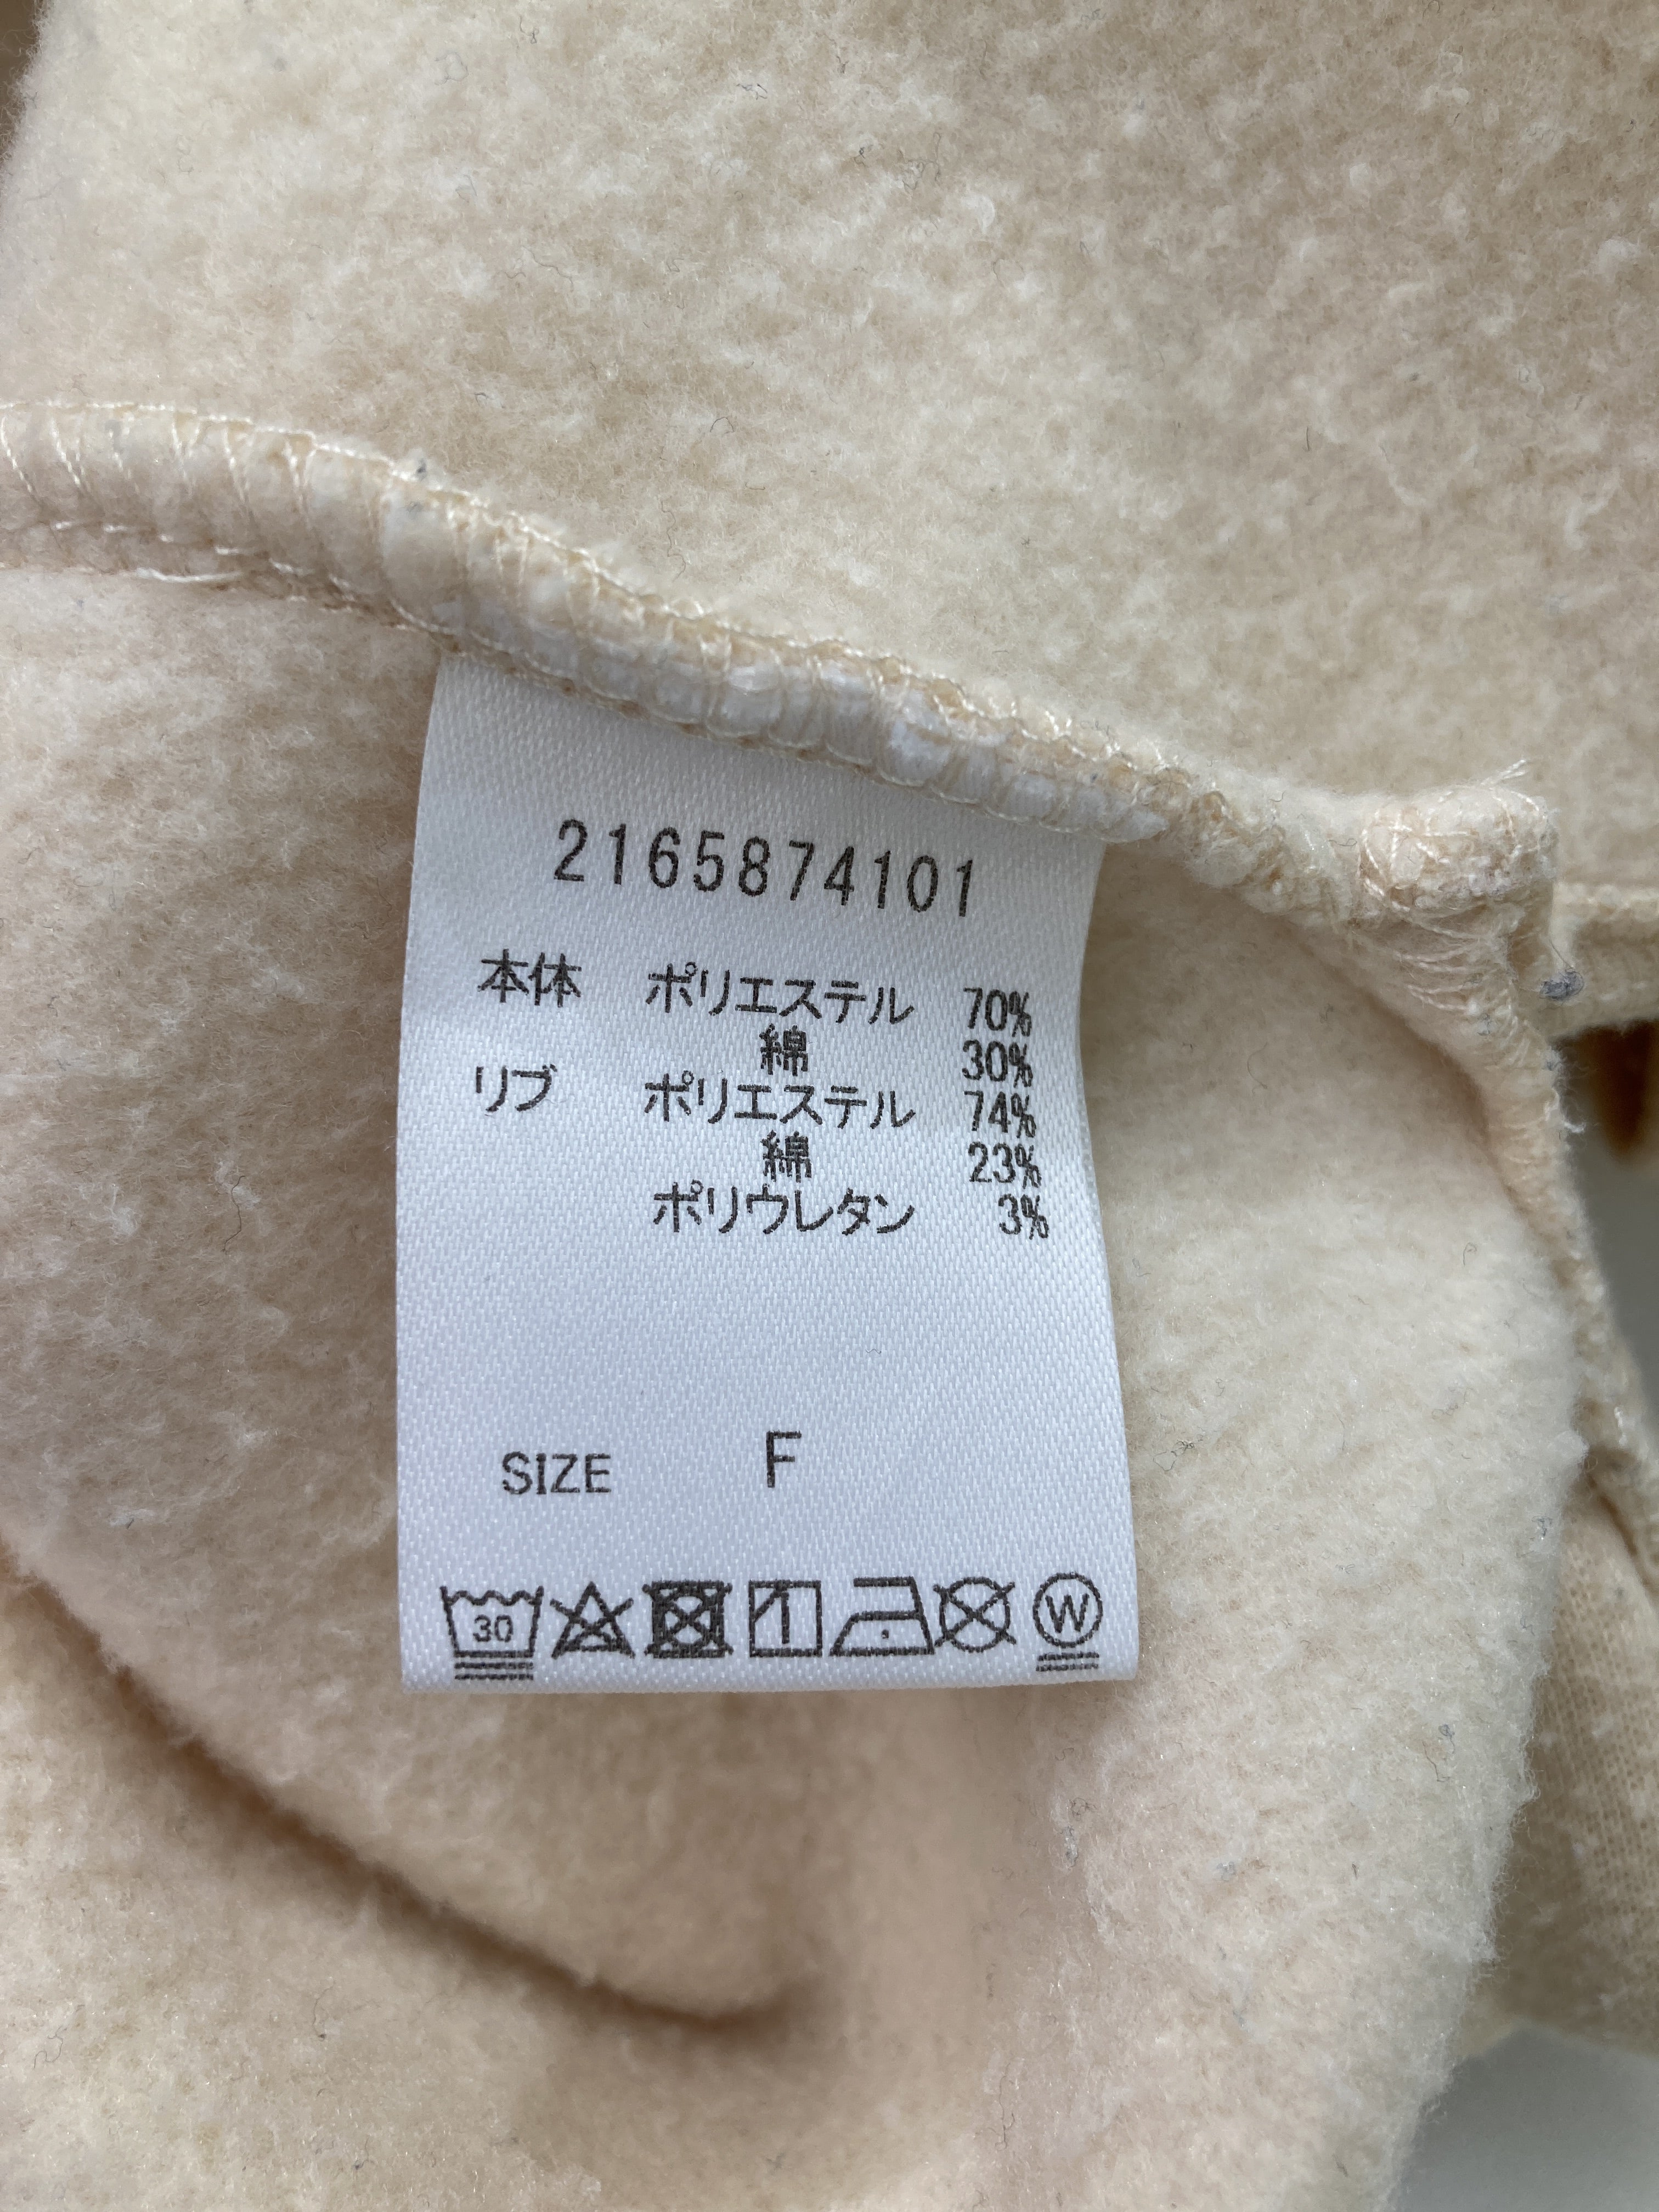 2165874101
本体 ポリエステル 70%
綿 30%
リブ ポリエステル 74%
綿 23%
ポリウレタン 3%
SIZE F
30 W